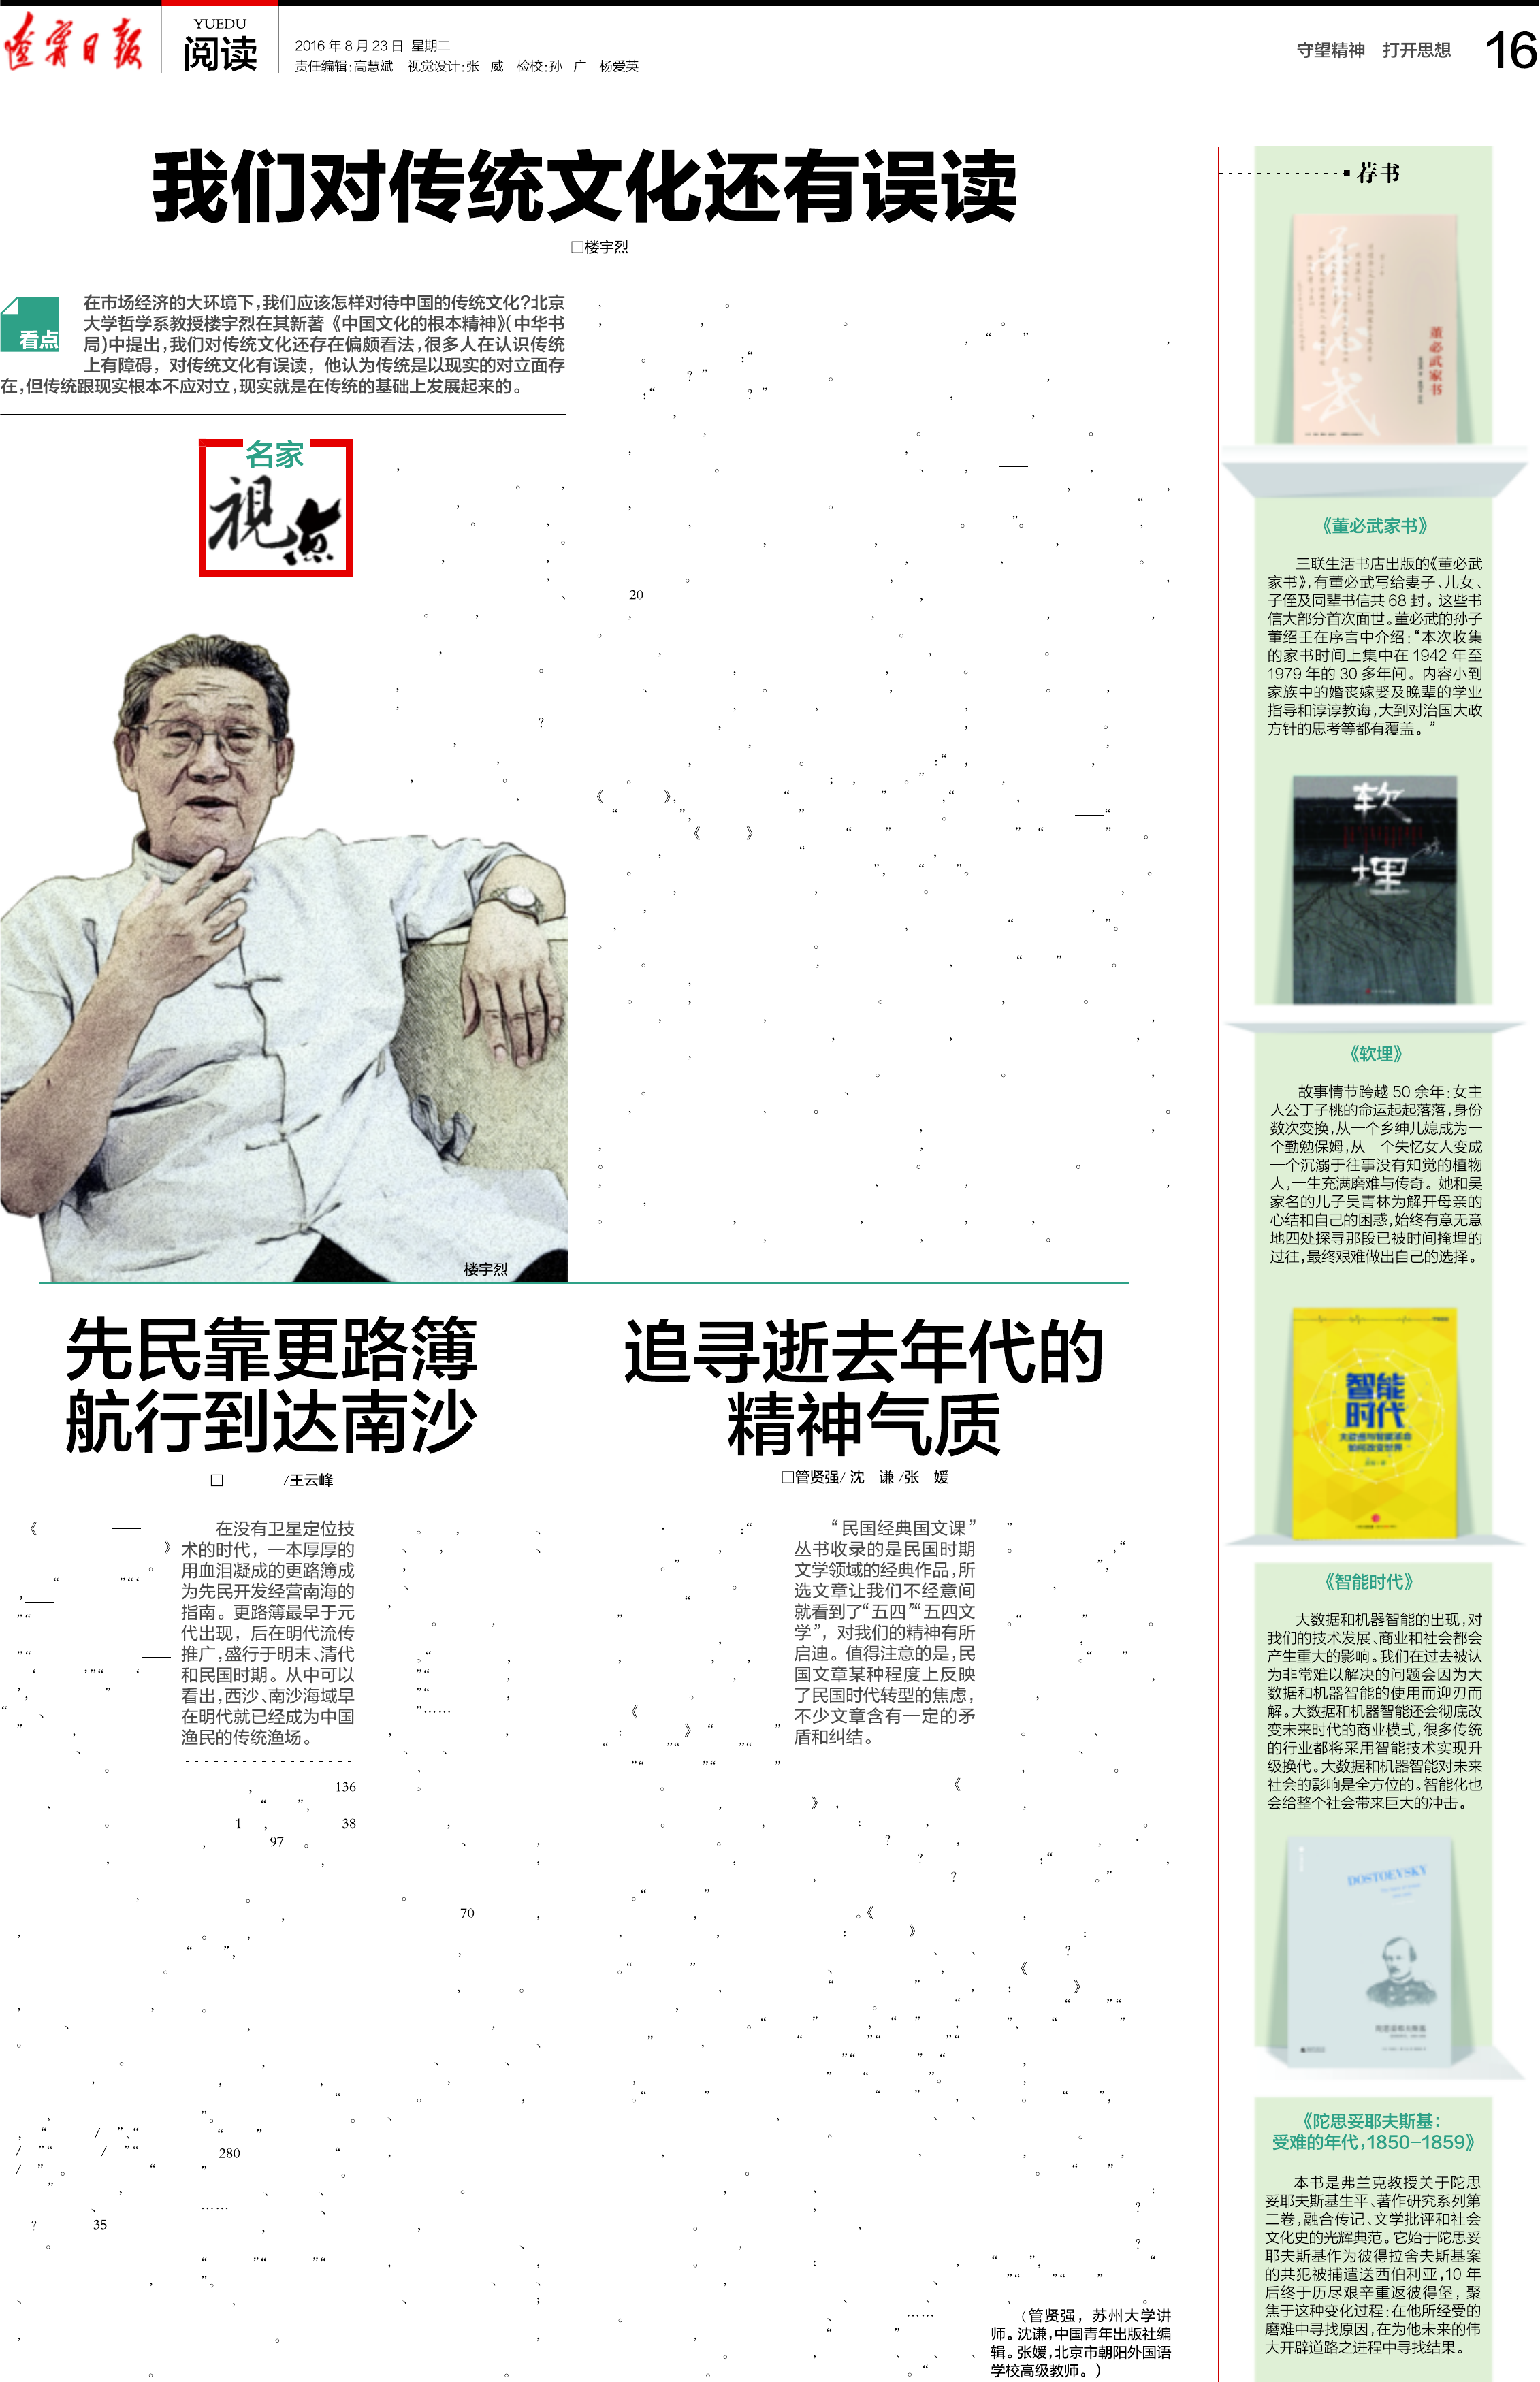 辽宁日报
YUEDU
阅读
2016 年 8 月 23 日 星期二
责任编辑:高慧斌 视觉设计:张 威 检校:孙 广 杨爱英
守望精神 打开思想
16
我们对传统文化还有误读
□楼宇烈
看点
在市场经济的大环境下,我们应该怎样对待中国的传统文化?北京
大学哲学系教授楼宇烈在其新著《中国文化的根本精神》(中华书
局)中提出,我们对传统文化还存在偏颇看法,很多人在认识传统
上有障碍，对传统文化有误读，他认为传统是以现实的对立面存
在,但传统跟现实根本不应对立,现实就是在传统的基础上发展起来的。
名家
视点
20
楼宇烈
先民靠更路簿
航行到达南沙
□ /王云峰
在没有卫星定位技
术的时代，一本厚厚的
用血泪凝成的更路簿成
为先民开发经营南海的
指南。更路簿最早于元
代出现，后在明代流传
推广,盛行于明末、清代
和民国时期。从中可以
看出,西沙、南沙海域早
在明代就已经成为中国
渔民的传统渔场。
136
1 38
97
70
280
35
追寻逝去年代的
精神气质
□管贤强/ 沈 谦 /张 媛
“民国经典国文课”
丛书收录的是民国时期
文学领域的经典作品,所
选文章让我们不经意间
就看到了“五四”“五四文
学”，对我们的精神有所
启迪。值得注意的是,民
国文章某种程度上反映
了民国时代转型的焦虑,
不少文章含有一定的矛
盾和纠结。
(管贤强，苏州大学讲
师。沈谦,中国青年出版社编
辑。张媛,北京市朝阳外国语
学校高级教师。)
荐书
董必武家书
《董必武家书》
三联生活书店出版的《董必武
家书》,有董必武写给妻子、儿女、
子侄及同辈书信共 68 封。这些书
信大部分首次面世。董必武的孙子
董绍壬在序言中介绍:“本次收集
的家书时间上集中在 1942 年至
1979 年的 30 多年间。内容小到
家族中的婚丧嫁娶及晚辈的学业
指导和谆谆教诲,大到对治国大政
方针的思考等都有覆盖。”
软
埋
《软埋》
故事情节跨越 50 余年:女主
人公丁子桃的命运起起落落,身份
数次变换,从一个乡绅儿媳成为一
个勤勉保姆,从一个失忆女人变成
一个沉溺于往事没有知觉的植物
人,一生充满磨难与传奇。她和吴
家名的儿子吴青林为解开母亲的
心结和自己的困惑,始终有意无意
地四处探寻那段已被时间掩埋的
过往,最终艰难做出自己的选择。
智能
时代
大数据与智能革命
如何改变世界
《智能时代》
大数据和机器智能的出现,对
我们的技术发展、商业和社会都会
产生重大的影响。我们在过去被认
为非常难以解决的问题会因为大
数据和机器智能的使用而迎刃而
解。大数据和机器智能还会彻底改
变未来时代的商业模式,很多传统
的行业都将采用智能技术实现升
级换代。大数据和机器智能对未来
社会的影响是全方位的。智能化也
会给整个社会带来巨大的冲击。
DOSTOEVSKY
陀思妥耶夫斯基
《陀思妥耶夫斯基:
受难的年代,1850-1859》
本书是弗兰克教授关于陀思
妥耶夫斯基生平、著作研究系列第
二卷,融合传记、文学批评和社会
文化史的光辉典范。它始于陀思妥
耶夫斯基作为彼得拉舍夫斯基案
的共犯被捕遣送西伯利亚,10 年
后终于历尽艰辛重返彼得堡，聚
焦于这种变化过程:在他所经受的
磨难中寻找原因,在为他未来的伟
大开辟道路之进程中寻找结果。